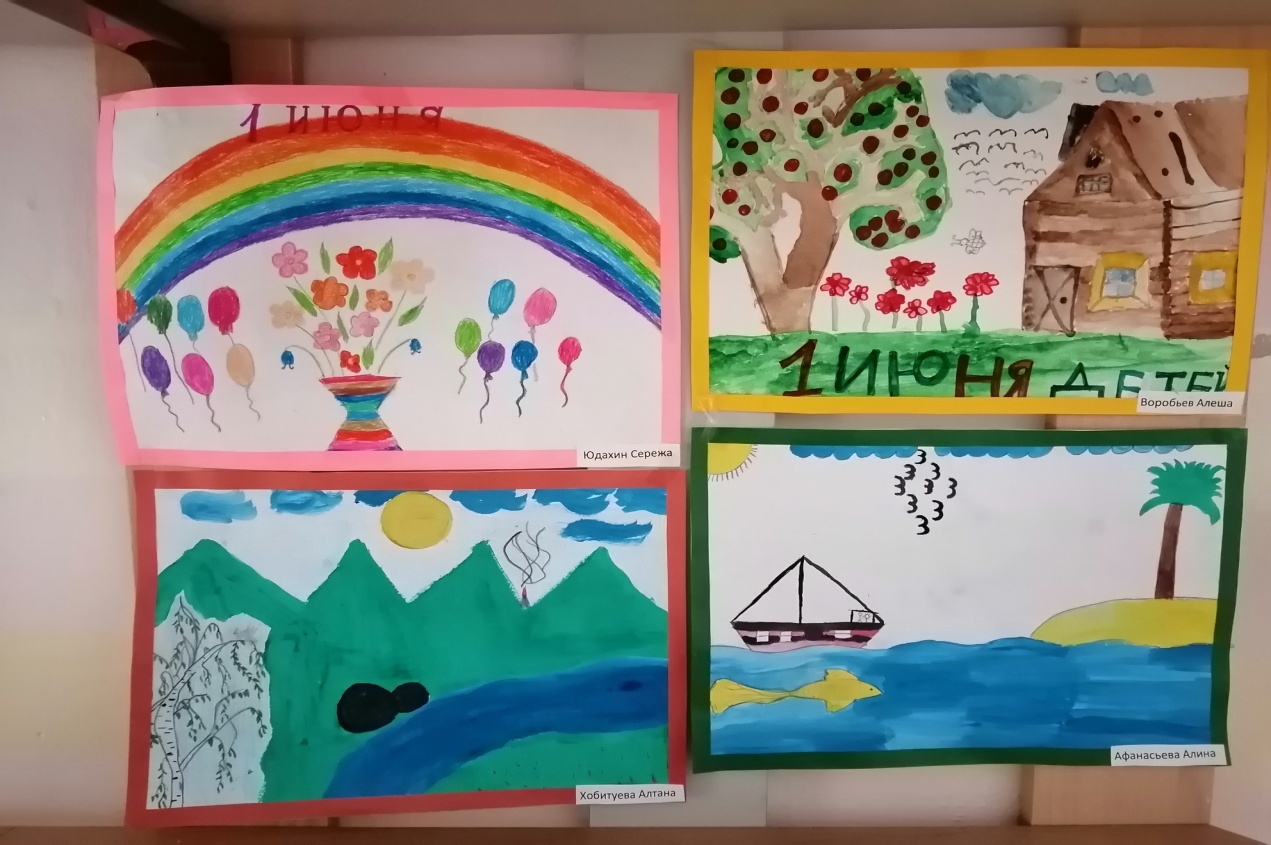 1 июня
Юдахин Сережа
1 ИЮНЯ ДЕТЕЙ
Воробьев Алеша
Хобитуева Алтана
Афанасьева Алина